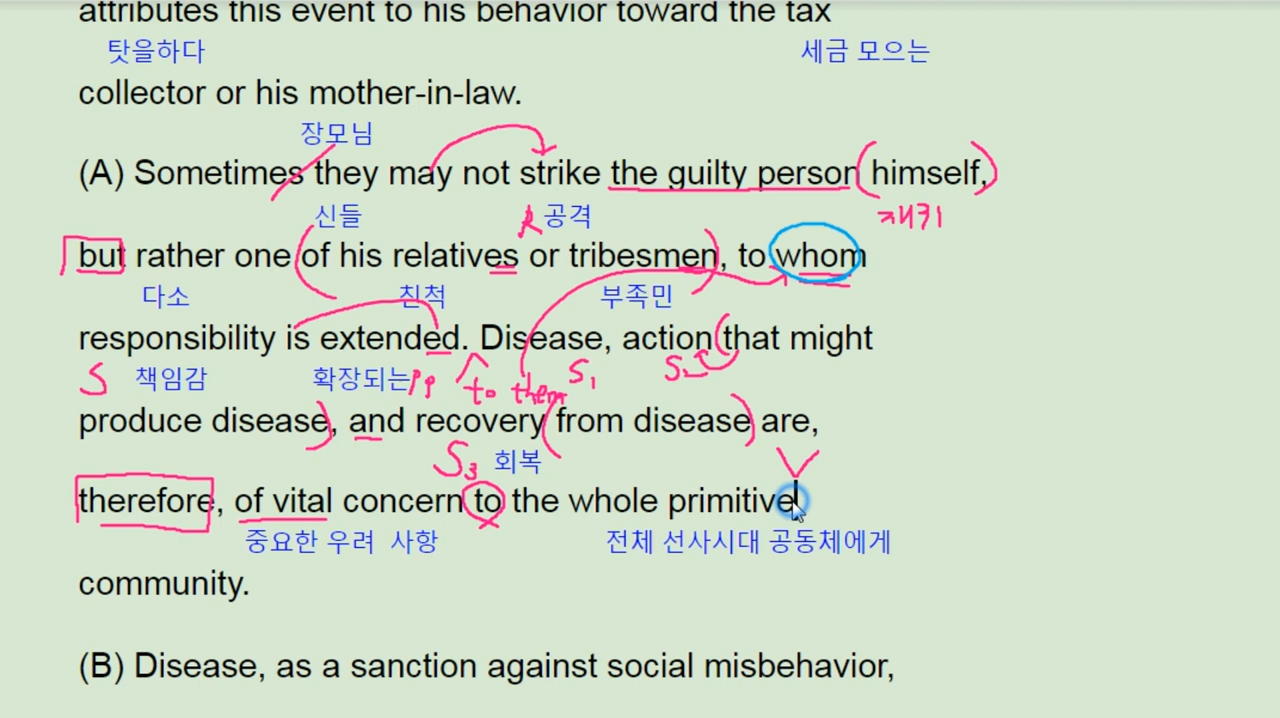 attributes this event to his behavior toward the tax
탓을하다 세금 모으는
collector or his mother-in-law.
장모님
(A) Sometimes they may not strike the guilty person himself,
신들 공격 재귀
but rather one of his relatives or tribesmen, to whom
다소 친척 부족민
responsibility is extended. Disease, action that might
S 책임감 확장되는 pp to them S1 S2
produce disease, and recovery from disease are,
S3 회복 V
therefore, of vital concern to the whole primitive
중요한 우려 사항 전체 선사시대 공동체에게
community.
(B) Disease, as a sanction against social misbehavior,